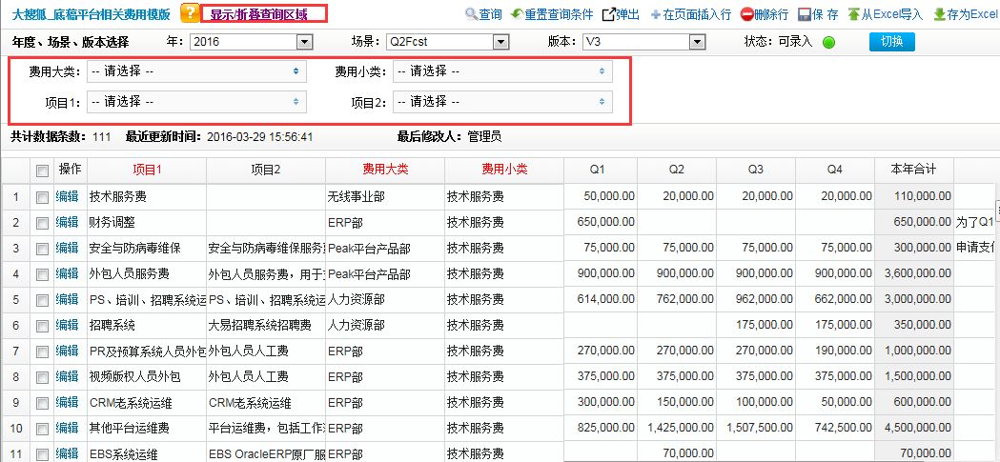 大搜狐_底稿平台相关费用模版 ? 显示/折叠查询区域 查询 重置查询条件 弹出 在页面插入行 删除行 保 存 从Excel导入 存为Excel
年度、场景、版本选择 年: 2016 场景: Q2Fcst 版本: V3 状态: 可录入 切换
费用大类: -- 请选择 -- 费用小类: -- 请选择 --
项目1: -- 请选择 -- 项目2: -- 请选择 --
共计数据条数: 111 最近更新时间: 2016-03-29 15:56:41 最后修改人: 管理员
操作 项目1 项目2 费用大类 费用小类 Q1 Q2 Q3 Q4 本年合计
1 编辑 技术服务费 无线事业部 技术服务费 50,000.00 20,000.00 20,000.00 20,000.00 110,000.00
2 编辑 财务调整 ERP部 技术服务费 650,000.00 650,000.00 为了Q1
3 编辑 安全与防病毒维保 安全与防病毒维保服务 Peak平台产品部 技术服务费 75,000.00 75,000.00 75,000.00 75,000.00 300,000.00 申请支付
4 编辑 外包人员服务费 外包人员服务费，用于 Peak平台产品部 技术服务费 900,000.00 900,000.00 900,000.00 900,000.00 3,600,000.00
5 编辑 PS、培训、招聘系统运 PS、培训、招聘系统运 人力资源部 技术服务费 614,000.00 762,000.00 962,000.00 662,000.00 3,000,000.00
6 编辑 招聘系统 大易招聘系统招聘费 人力资源部 技术服务费 175,000.00 175,000.00 350,000.00
7 编辑 PR及预算系统人员外包 外包人员人工费 ERP部 技术服务费 270,000.00 270,000.00 270,000.00 190,000.00 1,000,000.00
8 编辑 视频版权人员外包 外包人员人工费 ERP部 技术服务费 375,000.00 375,000.00 375,000.00 375,000.00 1,500,000.00
9 编辑 CRM老系统运维 CRM老系统运维 ERP部 技术服务费 300,000.00 150,000.00 100,000.00 50,000.00 600,000.00
10 编辑 其他平台运维费 平台运维费，包括工作 ERP部 技术服务费 825,000.00 1,425,000.00 1,507,500.00 742,500.00 4,500,000.00
11 编辑 EBS系统运维 EBS OracleERP原厂服 ERP部 技术服务费 70,000.00 70,000.00